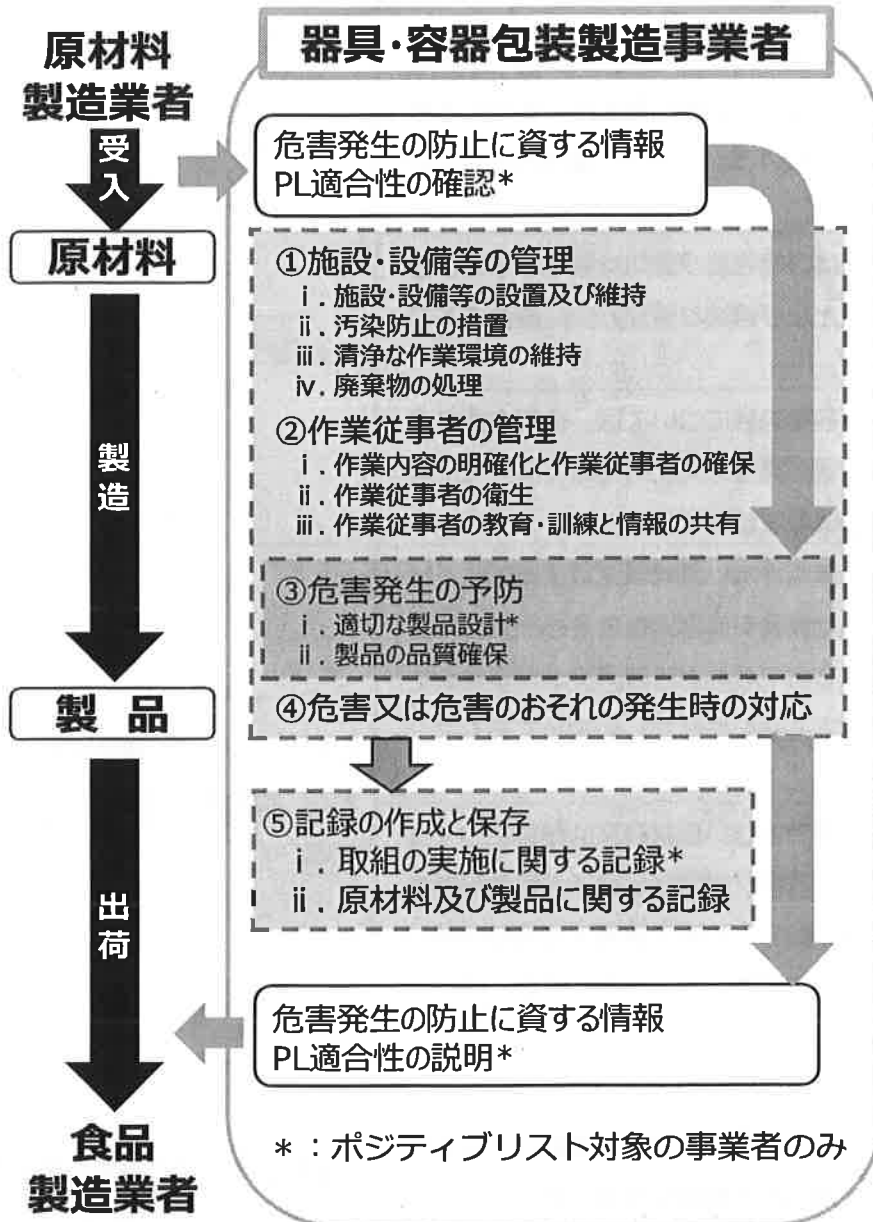 原材料
製造業者
受入
原材料
製造
製品
出荷
食品
製造業者
器具・容器包装製造事業者
危害発生の防止に資する情報
PL適合性の確認*
①施設・設備等の管理
ⅰ．施設・設備等の設置及び維持
ⅱ．汚染防止の措置
ⅲ．清浄な作業環境の維持
ⅳ．廃棄物の処理
②作業従事者の管理
ⅰ．作業内容の明確化と作業従事者の確保
ⅱ．作業従事者の衛生
ⅲ．作業従事者の教育・訓練と情報の共有
③危害発生の予防
ⅰ．適切な製品設計*
ⅱ．製品の品質確保
④危害又は危害のおそれの発生時の対応
⑤記録の作成と保存
ⅰ．取組の実施に関する記録*
ⅱ．原材料及び製品に関する記録
危害発生の防止に資する情報
PL適合性の説明*
*：ポジティブリスト対象の事業者のみ